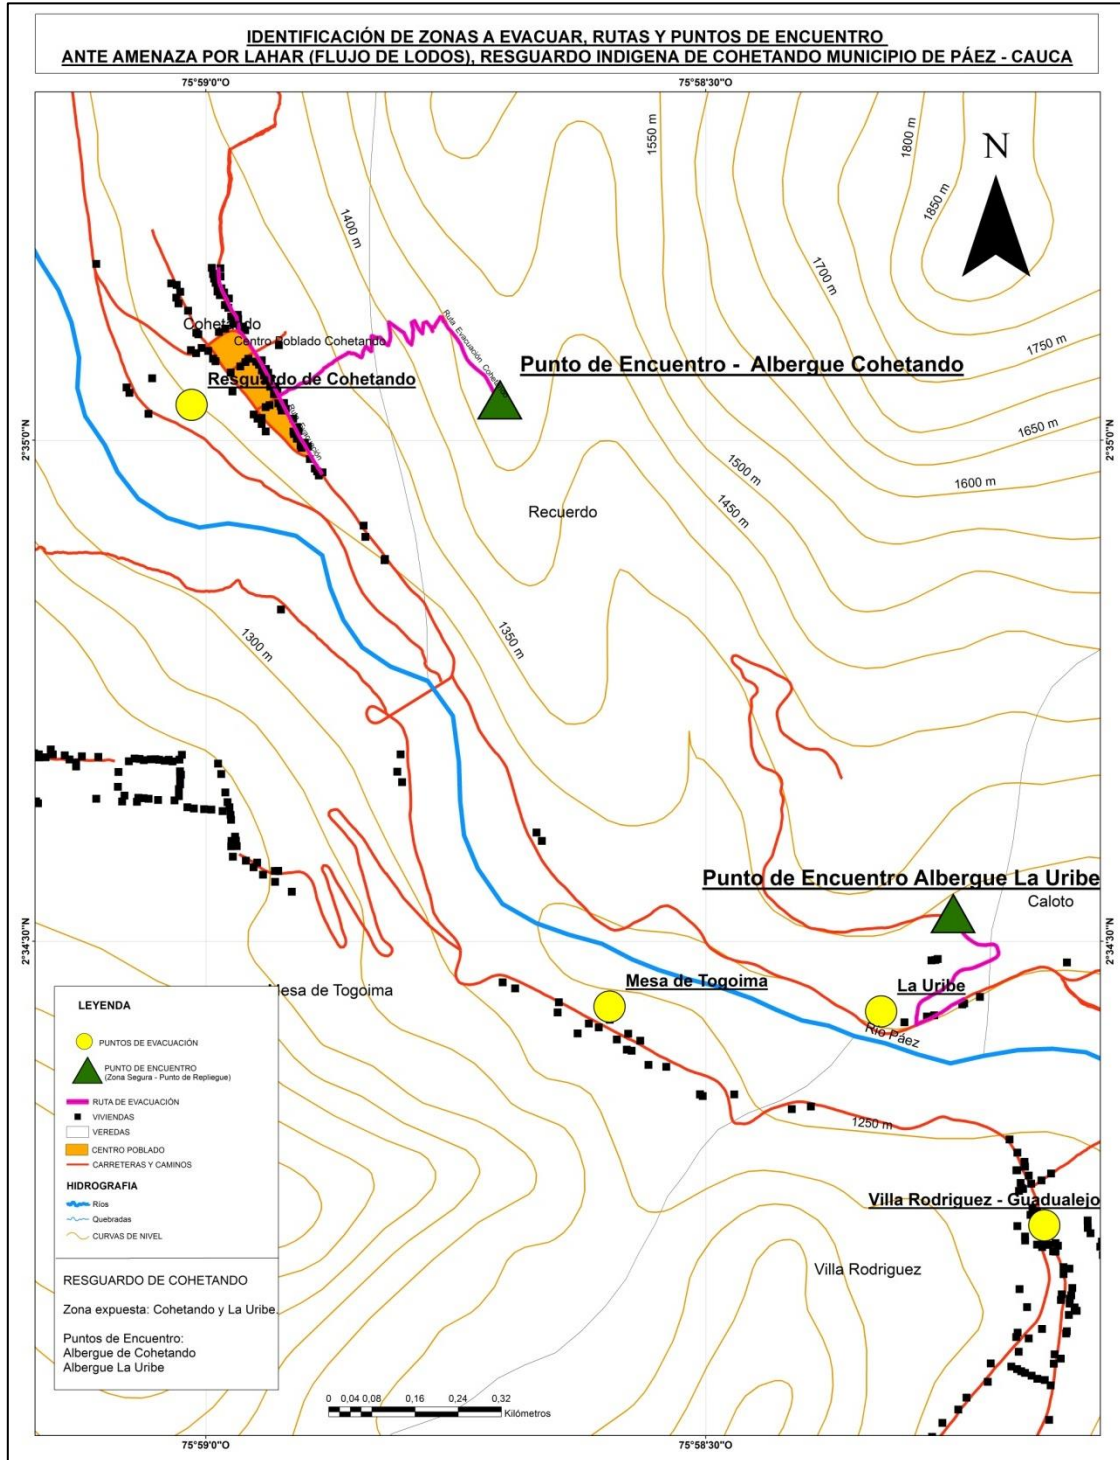 IDENTIFICACIÓN DE ZONAS A EVACUAR, RUTAS Y PUNTOS DE ENCUENTRO
ANTE AMENAZA POR LAHAR (FLUJO DE LODOS), RESGUARDO INDIGENA DE COHETANDO MUNICIPIO DE PÁEZ - CAUCA
75°59'0"O
75°58'30"O
1550 m
1800 m
N
1850 m
1400 m
1700 m
Cohetando
Centro Poblado Cohetando
Ruta Evacuación Cohetando
1750 m
Punto de Encuentro - Albergue Cohetando
Resguardo de Cohetando
Ruta Evacuación
2°35'0"N
2°35'0"N
1650 m
1500 m
1600 m
1450 m
Recuerdo
1350 m
1300 m
Punto de Encuentro Albergue La Uribe
Caloto
2°34'30"N
2°34'30"N
Mesa de Togoima
La Uribe
Mesa de Togoima
Río Páez
1250 m
Villa Rodriguez - Guadualejo
Villa Rodriguez
LEYENDA
PUNTOS DE EVACUACIÓN
PUNTO DE ENCUENTRO
(Zona Segura - Punto de Repliegue)
RUTA DE EVACUACIÓN
VIVIENDAS
VEREDAS
CENTRO POBLADO
CARRETERAS Y CAMINOS
HIDROGRAFIA
Ríos
Quebradas
CURVAS DE NIVEL
RESGUARDO DE COHETANDO
Zona expuesta: Cohetando y La Uribe.
Puntos de Encuentro:
Albergue de Cohetando
Albergue La Uribe
0 0,04 0,08 0,16 0,24 0,32
Kilómetros
75°59'0"O
75°58'30"O